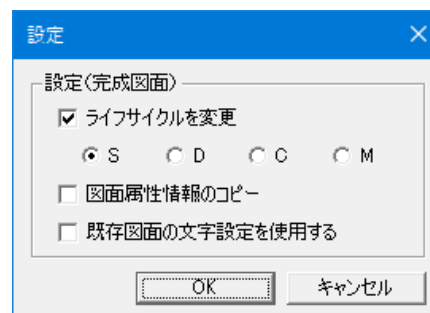 設定
設定(完成図面)
ライフサイクルを変更
S D C M
図面属性情報のコピー
既存図面の文字設定を使用する
OK キャンセル